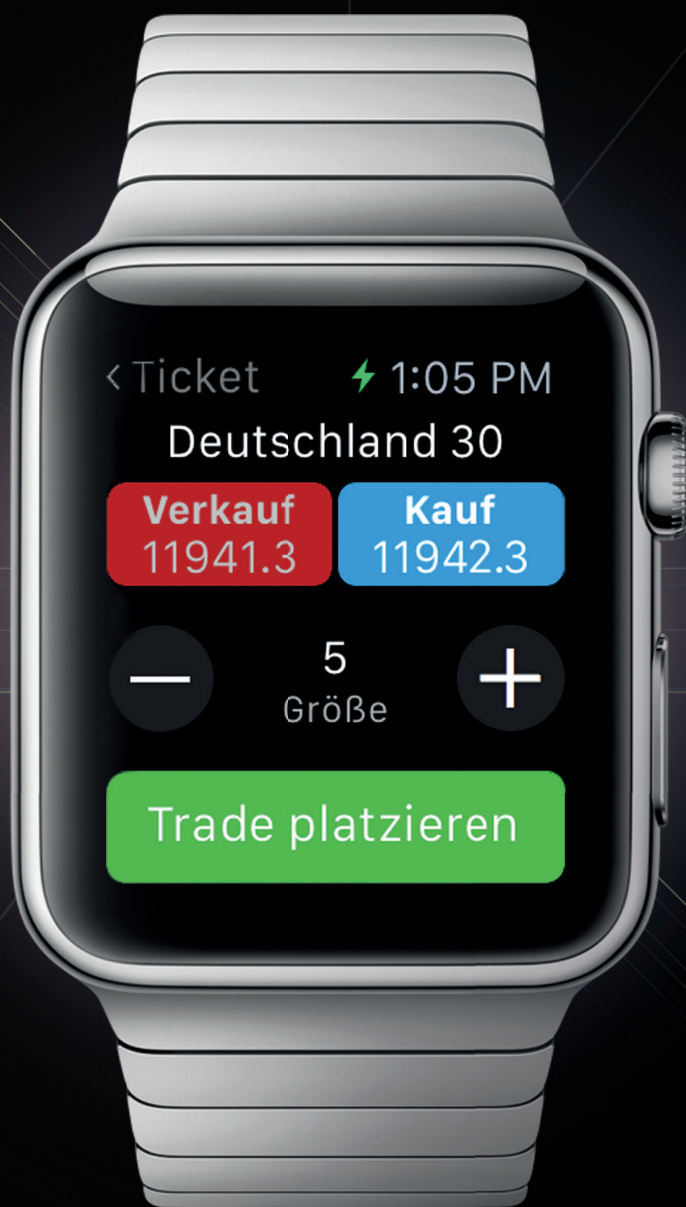 < Ticket 1:05 PM
Deutschland 30
Verkauf Kauf
11941.3 11942.3
5
Größe
Trade platzieren